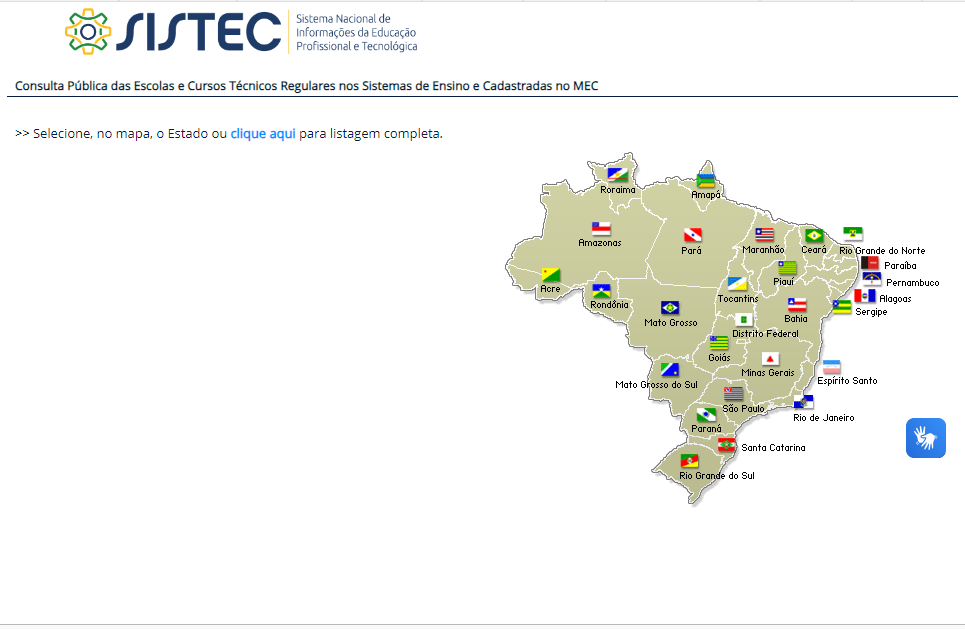 SISTEC
Sistema Nacional de
Informações da Educação
Profissional e Tecnológica
Consulta Pública das Escolas e Cursos Técnicos Regulares nos Sistemas de Ensino e Cadastradas no MEC
>> Selecione, no mapa, o Estado ou clique aqui para listagem completa.
Roraima
Amapá
Amazonas
Pará
Maranhão
Ceará
Rio Grande do Norte
Paraíba
Acre
Piauí
Pernambuco
Rondônia
Tocantins
Alagoas
Sergipe
Mato Grosso
Bahia
Distrito Federal
Goiás
Minas Gerais
Mato Grosso do Sul
Espírito Santo
São Paulo
Rio de Janeiro
Paraná
Santa Catarina
Rio Grande do Sul